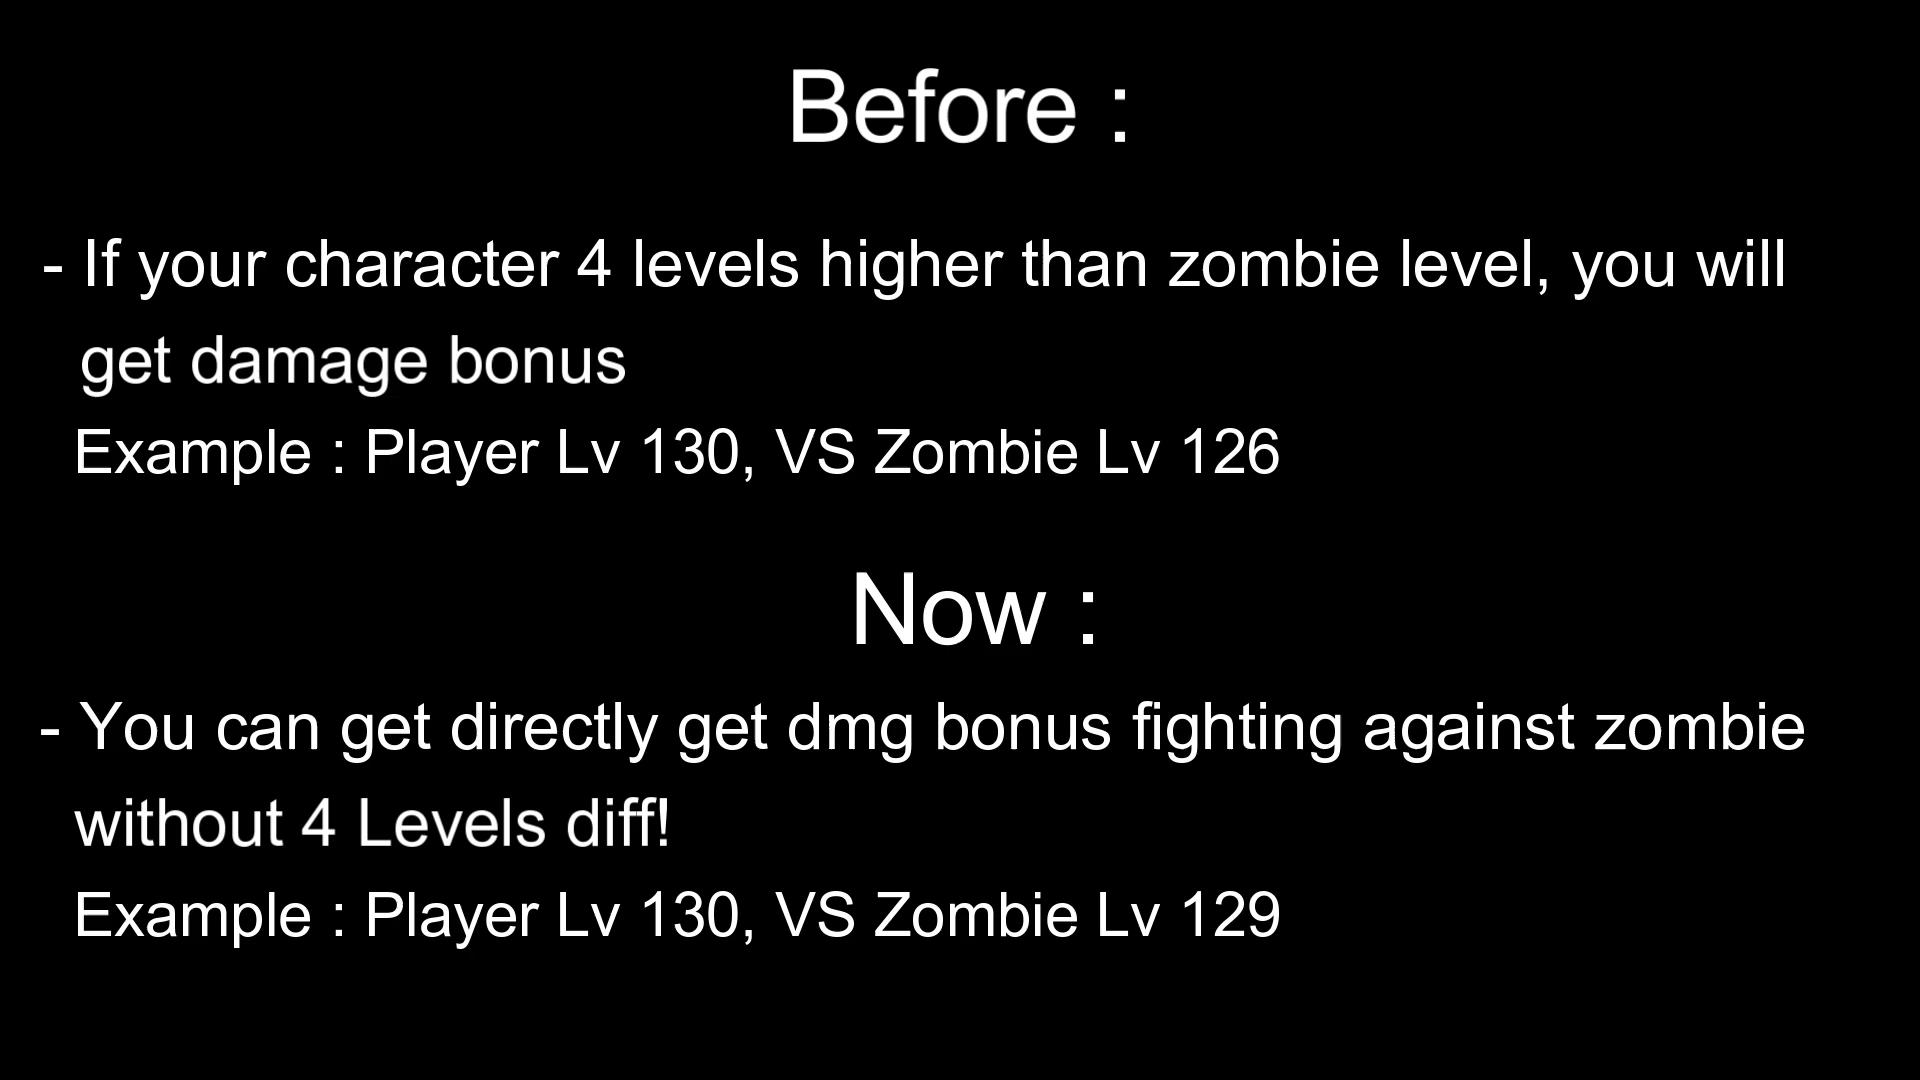 Before :
- If your character 4 levels higher than zombie level, you will
get damage bonus
Example : Player Lv 130, VS Zombie Lv 126
Now :
- You can get directly get dmg bonus fighting against zombie
without 4 Levels diff!
Example : Player Lv 130, VS Zombie Lv 129